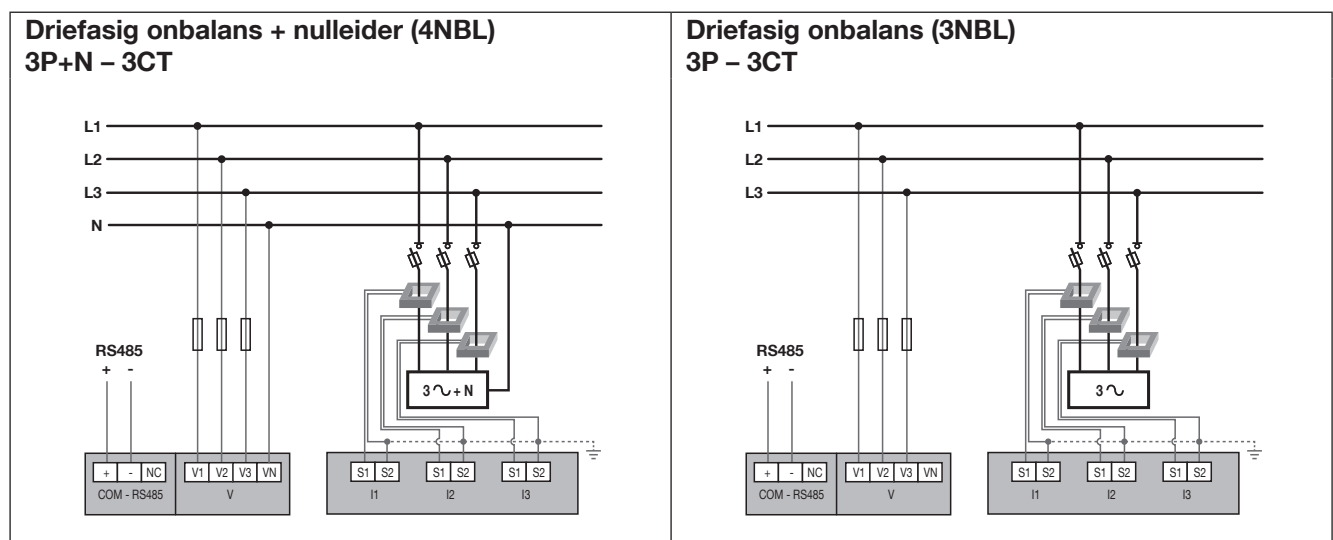 Driefasig onbalans + nulleider (4NBL)
3P+N – 3CT
L1
L2
L3
N
RS485
+ -
3 + N
+ - NC V1 V2 V3 VN S1 S2 S1 S2 S1 S2
COM - RS485 V I1 I2 I3
Driefasig onbalans (3NBL)
3P – 3CT
L1
L2
L3
RS485
+ -
3
+ - NC V1 V2 V3 VN S1 S2 S1 S2 S1 S2
COM - RS485 V I1 I2 I3